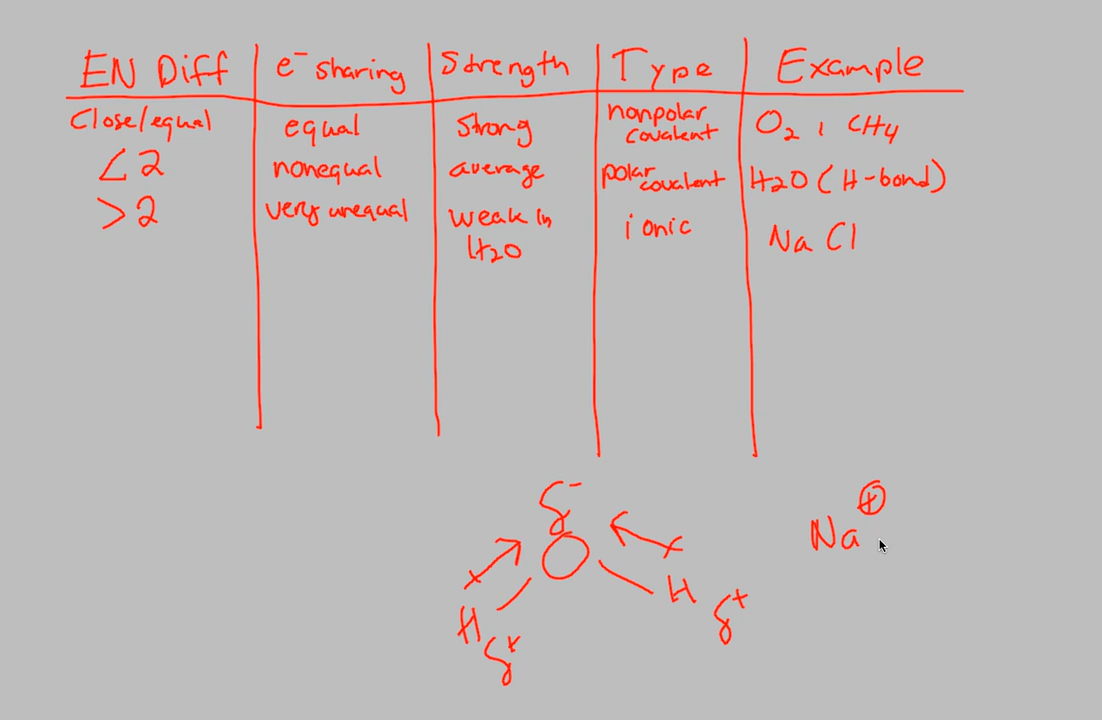 EN Diff e⁻ sharing Strength Type Example
Close/equal equal strong nonpolar covalent O₂, CH₄
<2 nonequal average polar covalent H₂O (H-bond)
>2 very unequal weak in H₂O ionic NaCl
δ⁻
Na⁺
O
H H
δ⁺ δ⁺